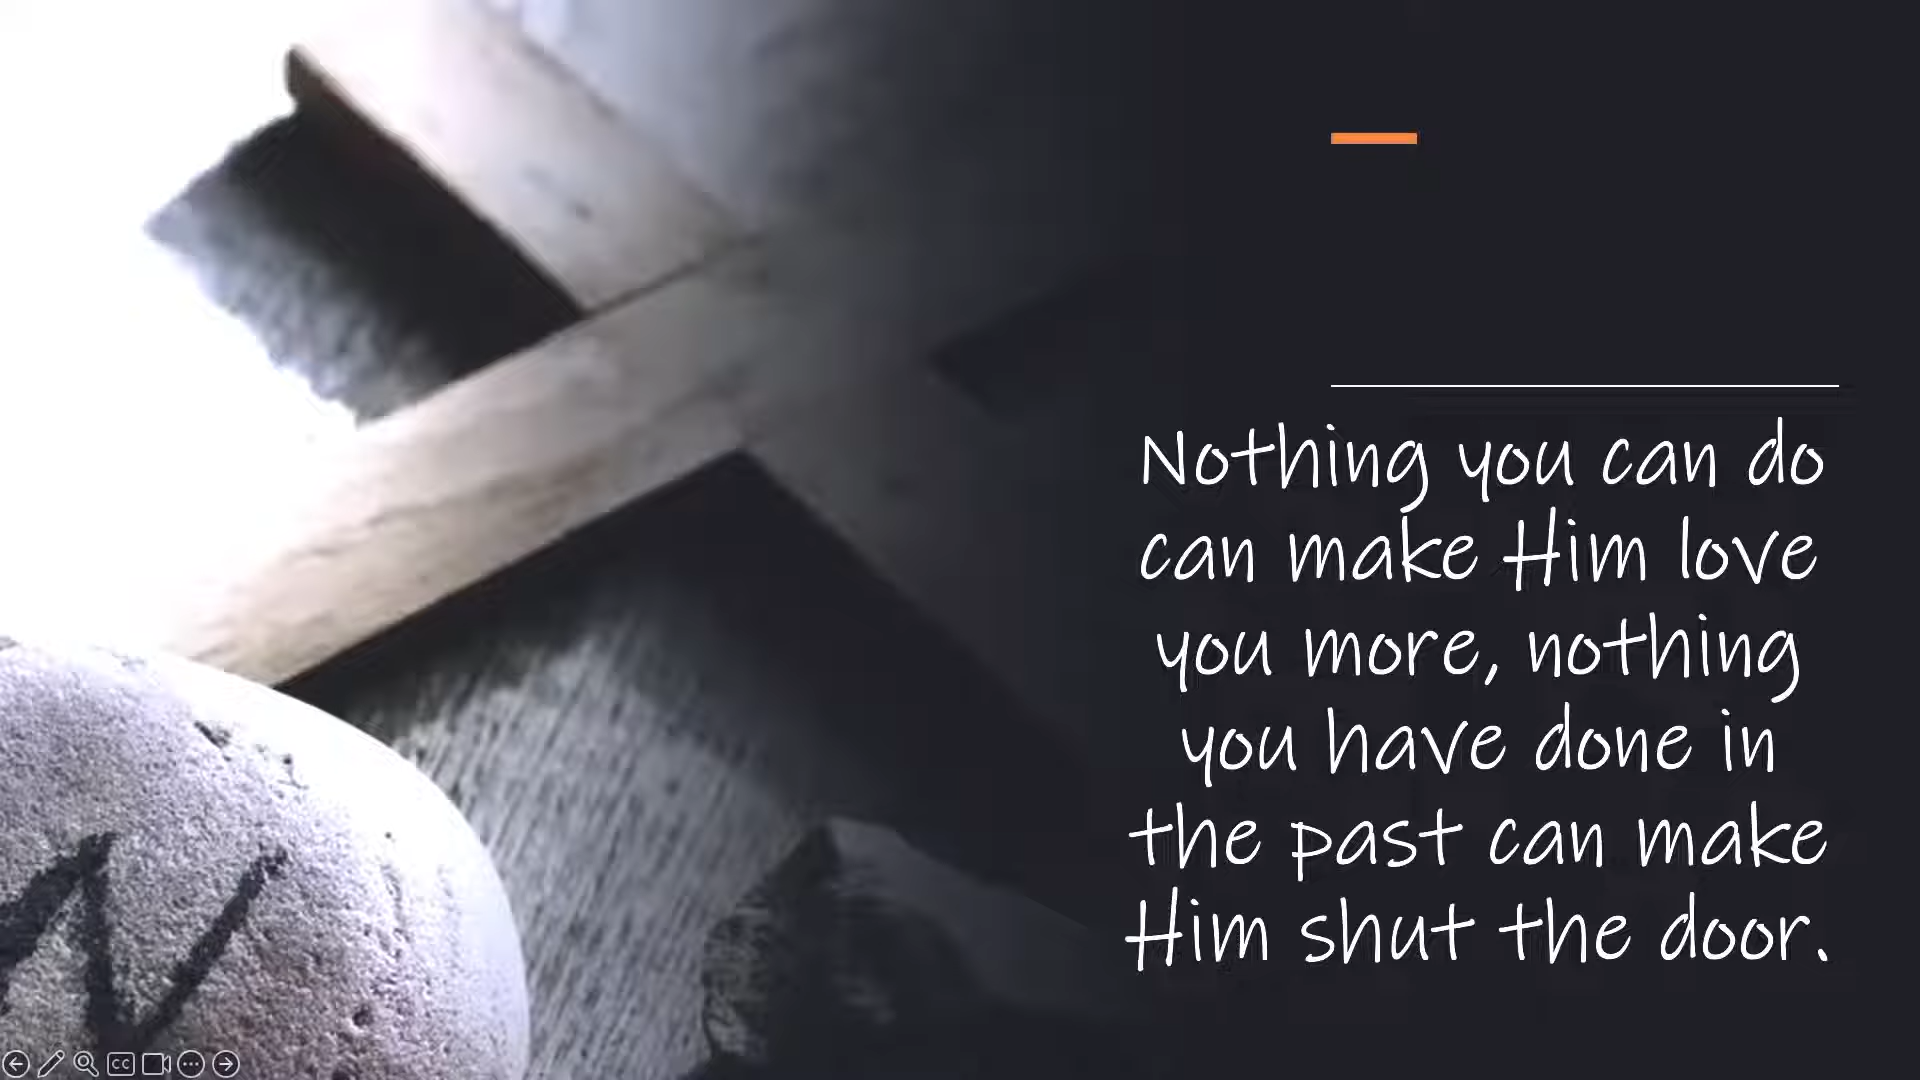 Nothing you can do
can make Him love
you more, nothing
you have done in
the past can make
Him shut the door.
CC